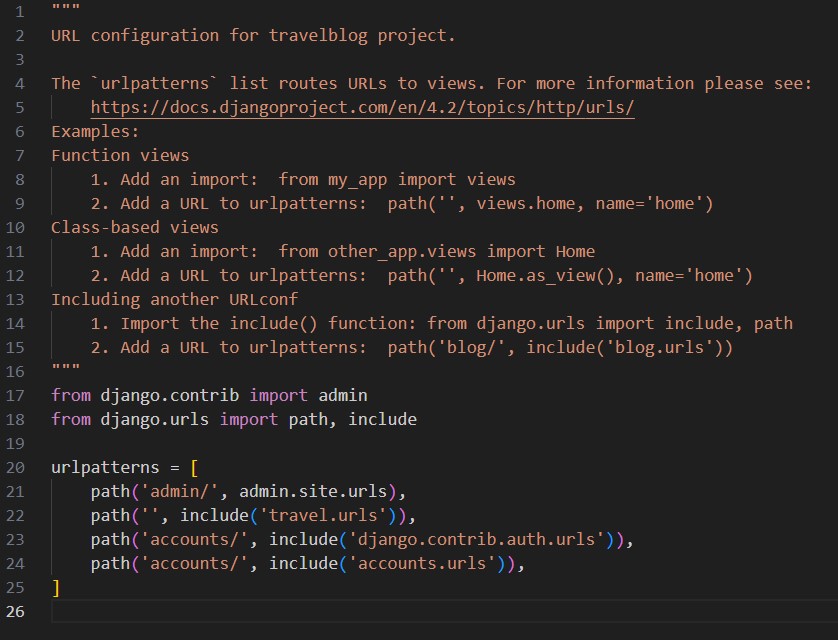 1 """
2 URL configuration for travelblog project.
3
4 The `urlpatterns` list routes URLs to views. For more information please see:
5     https://docs.djangoproject.com/en/4.2/topics/http/urls/
6 Examples:
7 Function views
8     1. Add an import:  from my_app import views
9     2. Add a URL to urlpatterns:  path('', views.home, name='home')
10 Class-based views
11     1. Add an import:  from other_app.views import Home
12     2. Add a URL to urlpatterns:  path('', Home.as_view(), name='home')
13 Including another URLconf
14     1. Import the include() function: from django.urls import include, path
15     2. Add a URL to urlpatterns:  path('blog/', include('blog.urls'))
16 """
17 from django.contrib import admin
18 from django.urls import path, include
19
20 urlpatterns = [
21     path('admin/', admin.site.urls),
22     path('', include('travel.urls')),
23     path('accounts/', include('django.contrib.auth.urls')),
24     path('accounts/', include('accounts.urls')),
25 ]
26